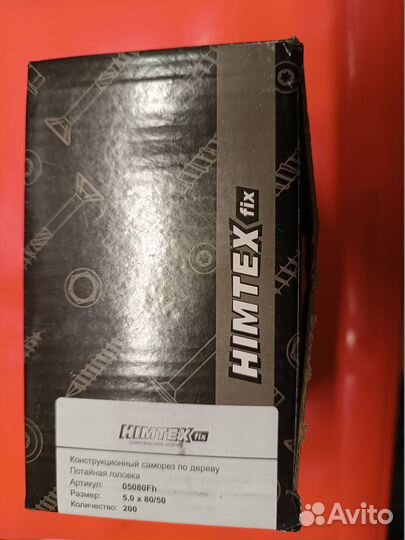 HIMTEX fix
HIMTEX fix
CONSTRUCTION SCREWS
Конструкционный саморез по дереву
Потайная головка
Артикул: 05080Fh
Размер: 5,0 x 80/50
Количество: 200
Avito